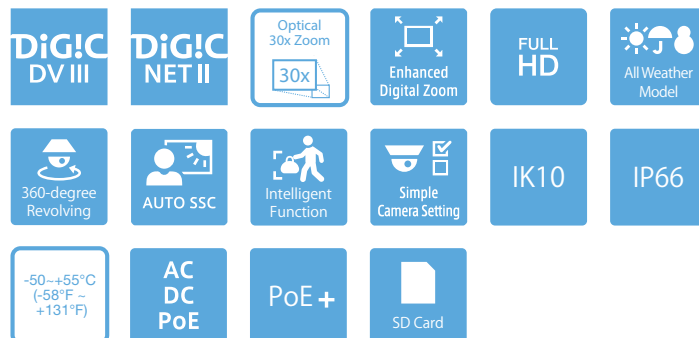 DiG!C
DV III
DiG!C
NET II
Optical
30x Zoom
30x
Enhanced
Digital Zoom
FULL
HD
All Weather
Model
360-degree
Revolving
AUTO SSC
Intelligent
Function
Simple
Camera Setting
IK10
IP66
-50~+55°C
(-58°F ~
+131°F)
AC
DC
PoE
PoE +
SD Card